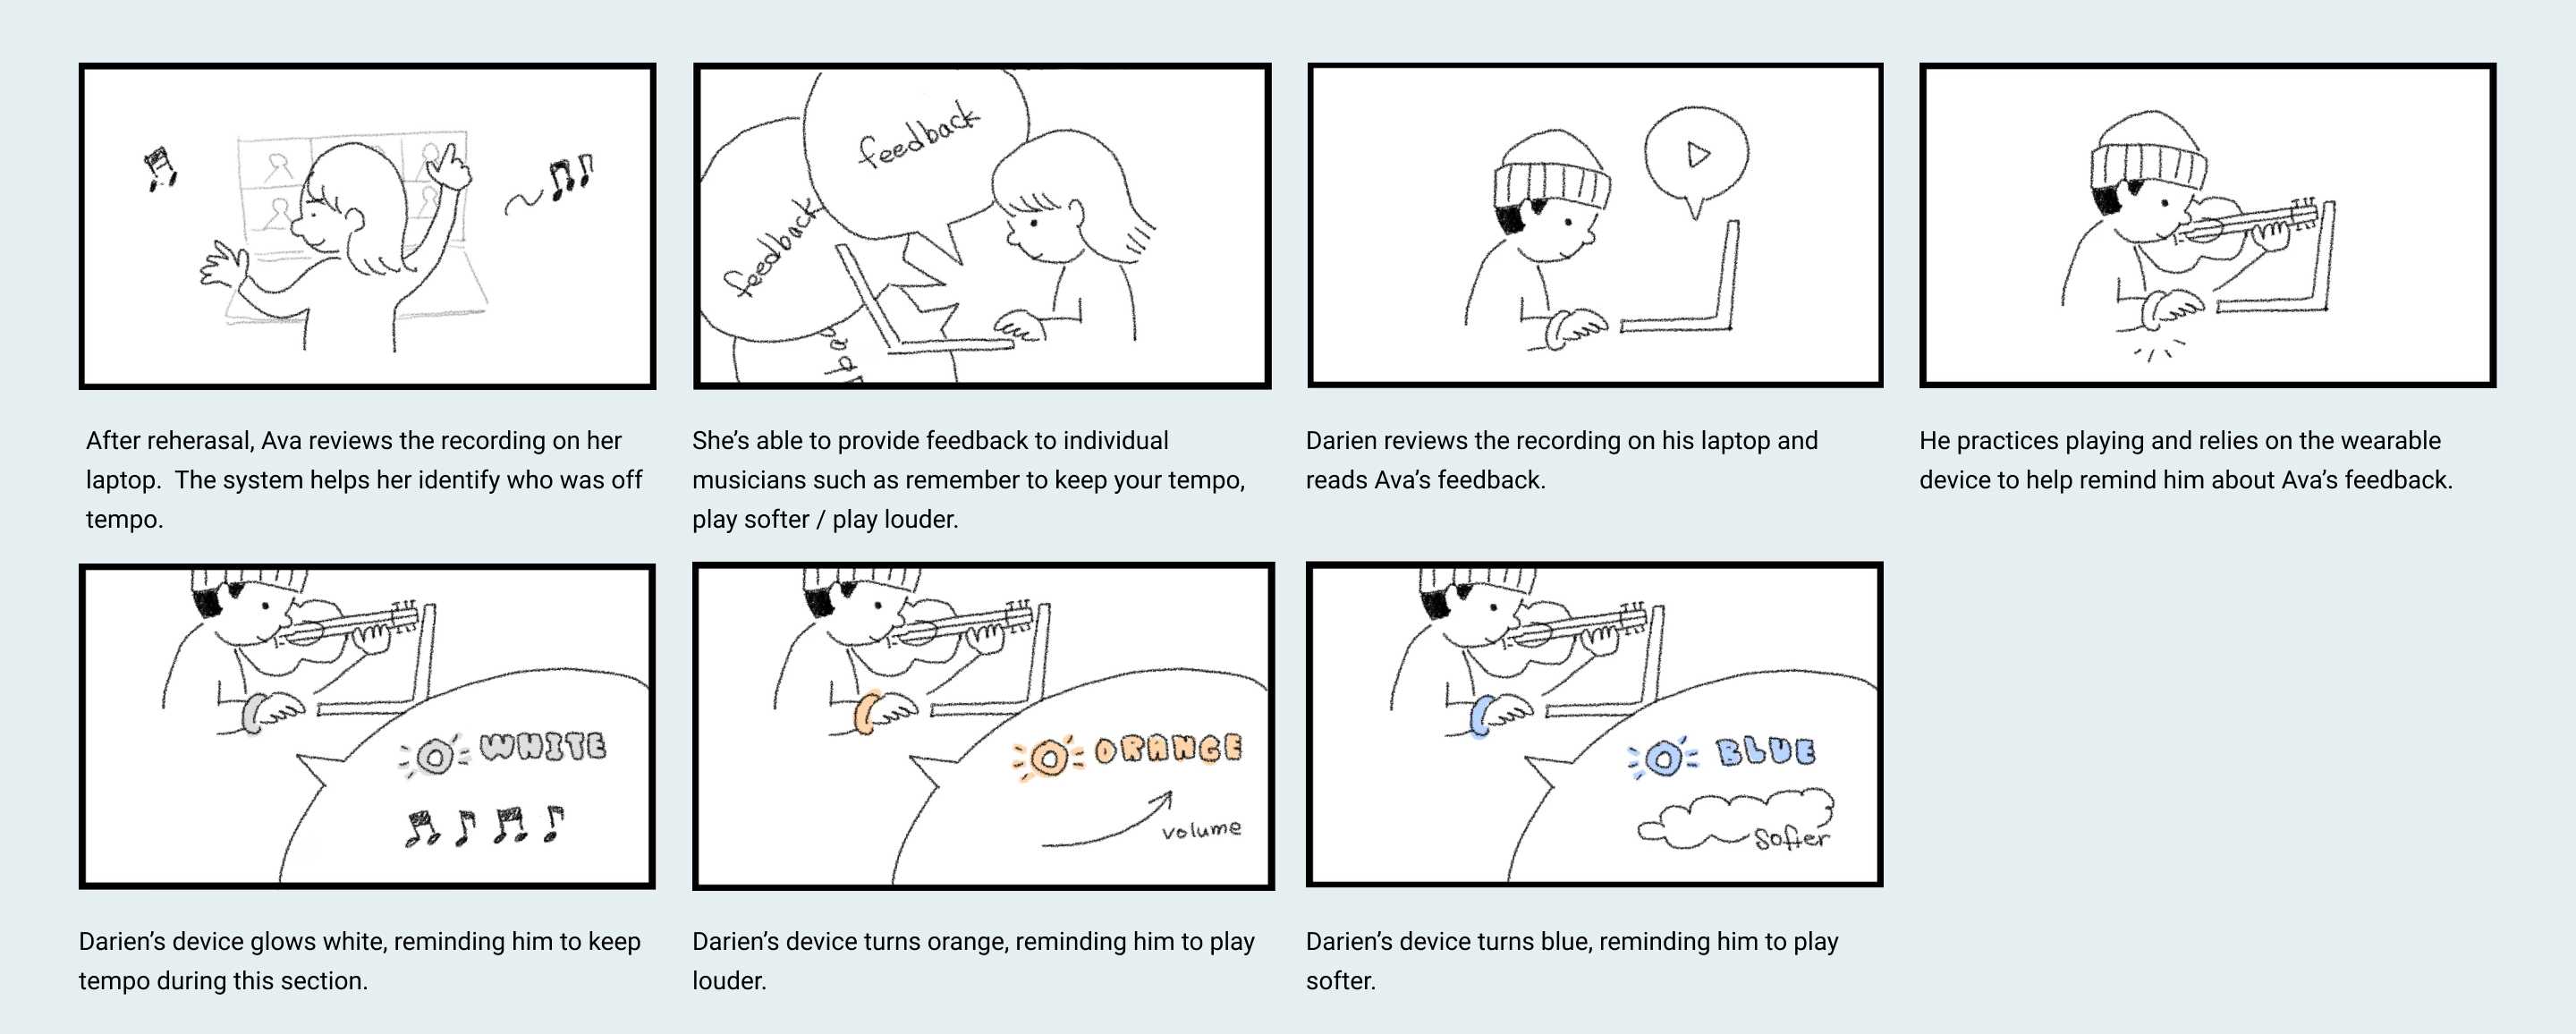 feedback
feedback
After reherasal, Ava reviews the recording on her
laptop.  The system helps her identify who was off
tempo.
She’s able to provide feedback to individual
musicians such as remember to keep your tempo,
play softer / play louder.
Darien reviews the recording on his laptop and
reads Ava’s feedback.
He practices playing and relies on the wearable
device to help remind him about Ava’s feedback.
WHITE
ORANGE
volume
BLUE
Softer
Darien’s device glows white, reminding him to keep
tempo during this section.
Darien’s device turns orange, reminding him to play
louder.
Darien’s device turns blue, reminding him to play
softer.